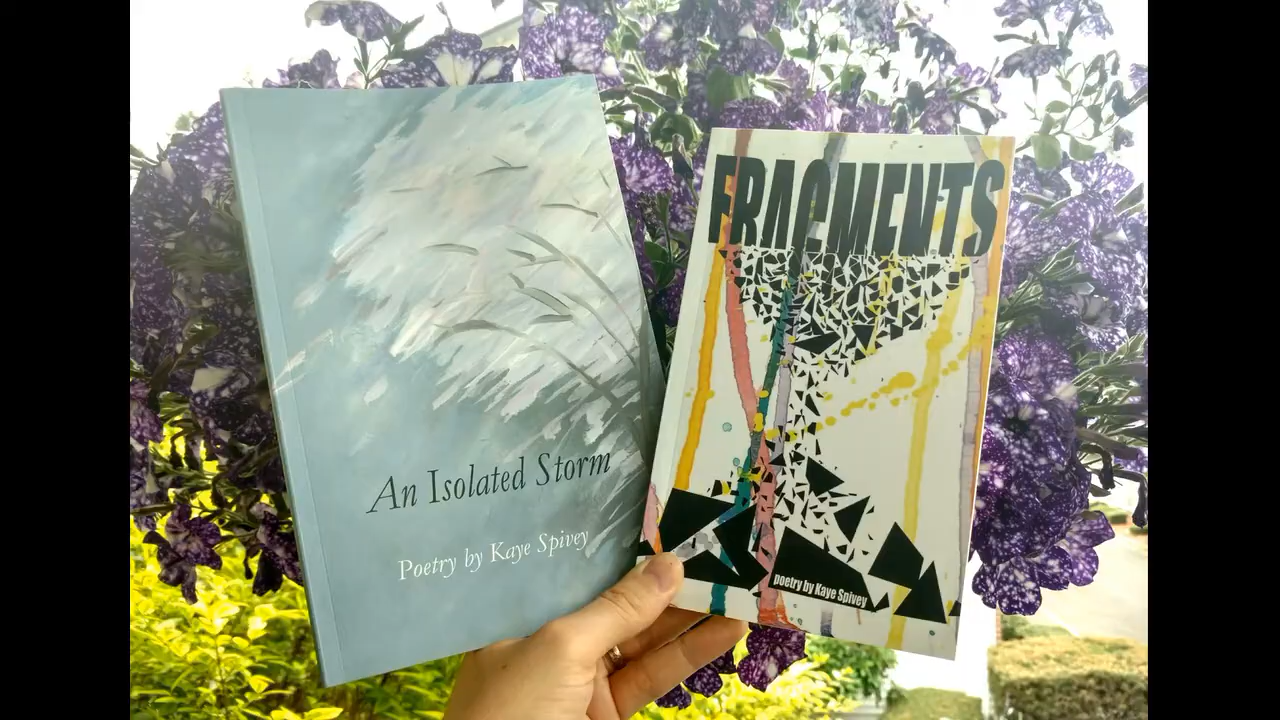 An Isolated Storm
Poetry by Kaye Spivey
FRAGMENTS
poetry by Kaye Spivey